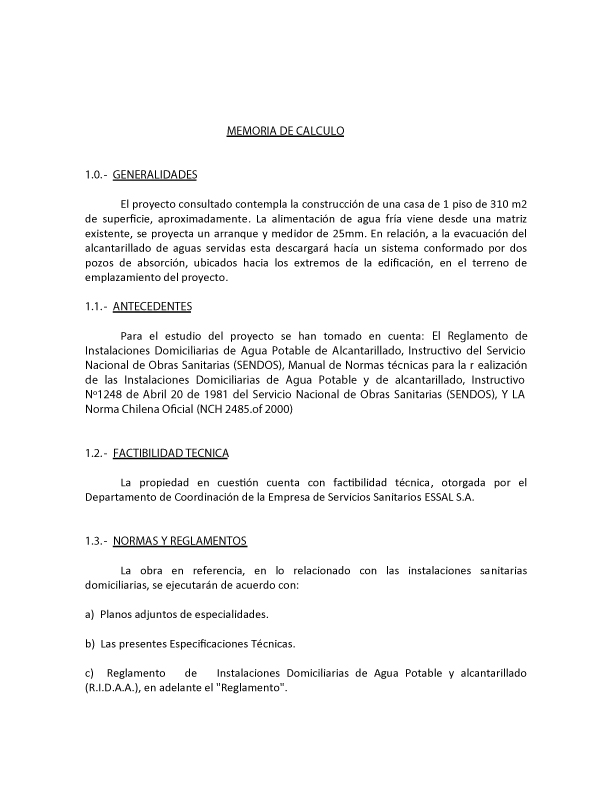 MEMORIA DE CALCULO
1.0.- GENERALIDADES
El proyecto consultado contempla la construcción de una casa de 1 piso de 310 m2
de superficie, aproximadamente. La alimentación de agua fría viene desde una matriz
existente, se proyecta un arranque y medidor de 25mm. En relación, a la evacuación del
alcantarillado de aguas servidas esta descargará hacia un sistema conformado por dos
pozos de absorción, ubicados hacia los extremos de la edificación, en el terreno de
emplazamiento del proyecto.
1.1.- ANTECEDENTES
Para el estudio del proyecto se han tomado en cuenta: El Reglamento de
Instalaciones Domiciliarias de Agua Potable de Alcantarillado, Instructivo del Servicio
Nacional de Obras Sanitarias (SENDOS), Manual de Normas técnicas para la r ealización
de las Instalaciones Domiciliarias de Agua Potable y de alcantarillado, Instructivo
Nº1248 de Abril 20 de 1981 del Servicio Nacional de Obras Sanitarias (SENDOS), Y LA
Norma Chilena Oficial (NCH 2485.of 2000)
1.2.- FACTIBILIDAD TECNICA
La propiedad en cuestión cuenta con factibilidad técnica, otorgada por el
Departamento de Coordinación de la Empresa de Servicios Sanitarios ESSAL S.A.
1.3.- NORMAS Y REGLAMENTOS
La obra en referencia, en lo relacionado con las instalaciones sanitarias
domiciliarias, se ejecutarán de acuerdo con:
a) Planos adjuntos de especialidades.
b) Las presentes Especificaciones Técnicas.
c) Reglamento de Instalaciones Domiciliarias de Agua Potable y alcantarillado
(R.I.D.A.A.), en adelante el "Reglamento".